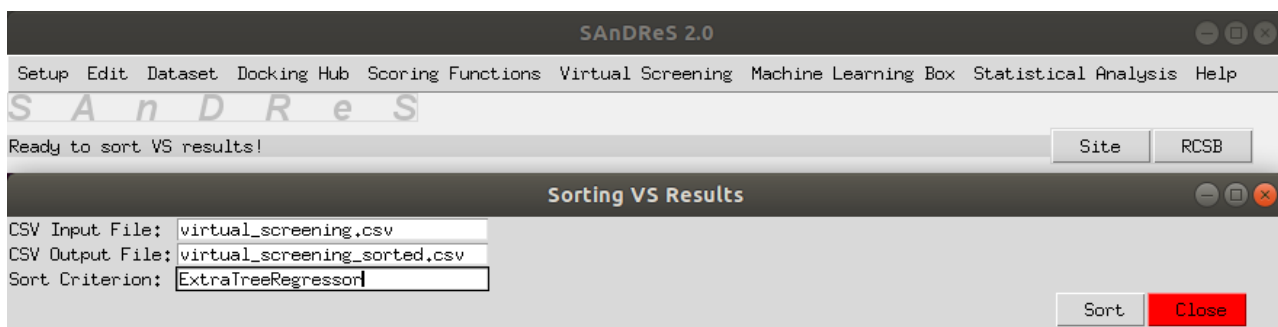 SAnDReS 2.0
Setup Edit Dataset Docking Hub Scoring Functions Virtual Screening Machine Learning Box Statistical Analysis Help
S A n D R e S
Ready to sort VS results! Site RCSB
Sorting VS Results
CSV Input File: virtual_screening.csv
CSV Output File: virtual_screening_sorted.csv
Sort Criterion: ExtraTreeRegressor
Sort Close